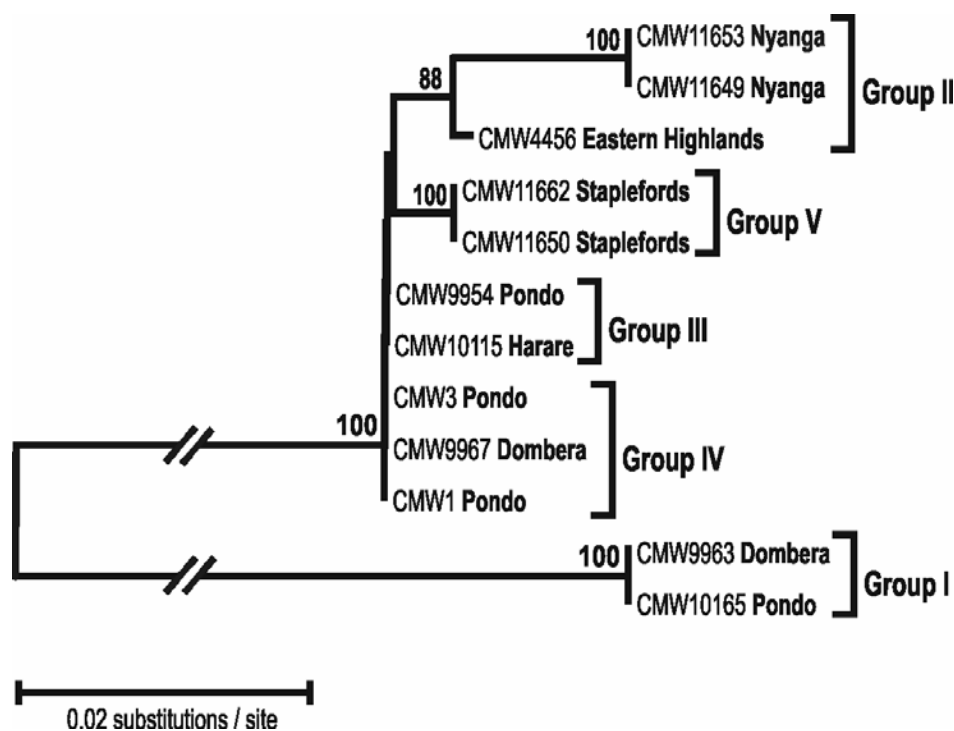 100
CMW11653 Nyanga
CMW11649 Nyanga
Group II
88
CMW4456 Eastern Highlands
100
CMW11662 Staplefords
CMW11650 Staplefords
Group V
CMW9954 Pondo
CMW10115 Harare
Group III
100
CMW3 Pondo
CMW9967 Dombera
CMW1 Pondo
Group IV
100
CMW9963 Dombera
CMW10165 Pondo
Group I
0.02 substitutions / site